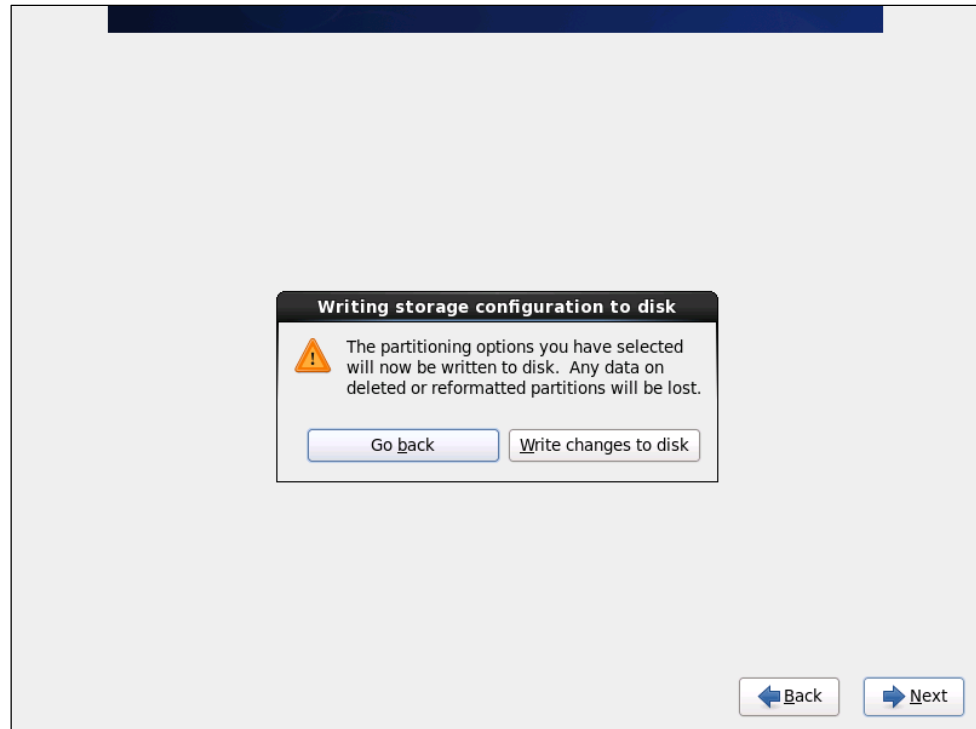 Writing storage configuration to disk
The partitioning options you have selected
will now be written to disk.  Any data on
deleted or reformatted partitions will be lost.
Go back
Write changes to disk
Back
Next